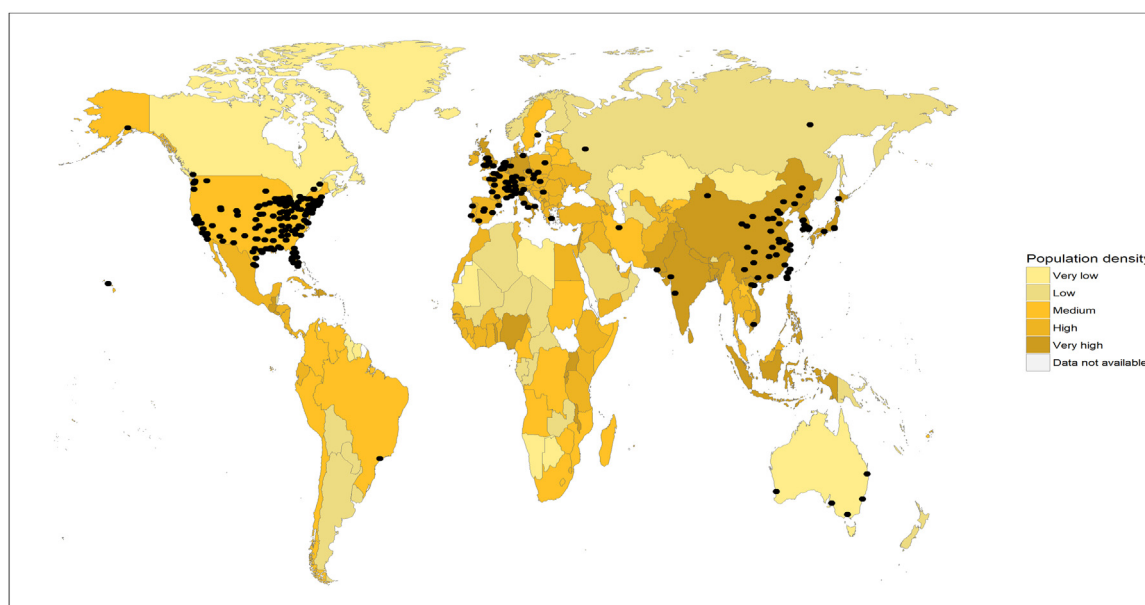 Population density
Very low
Low
Medium
High
Very high
Data not available